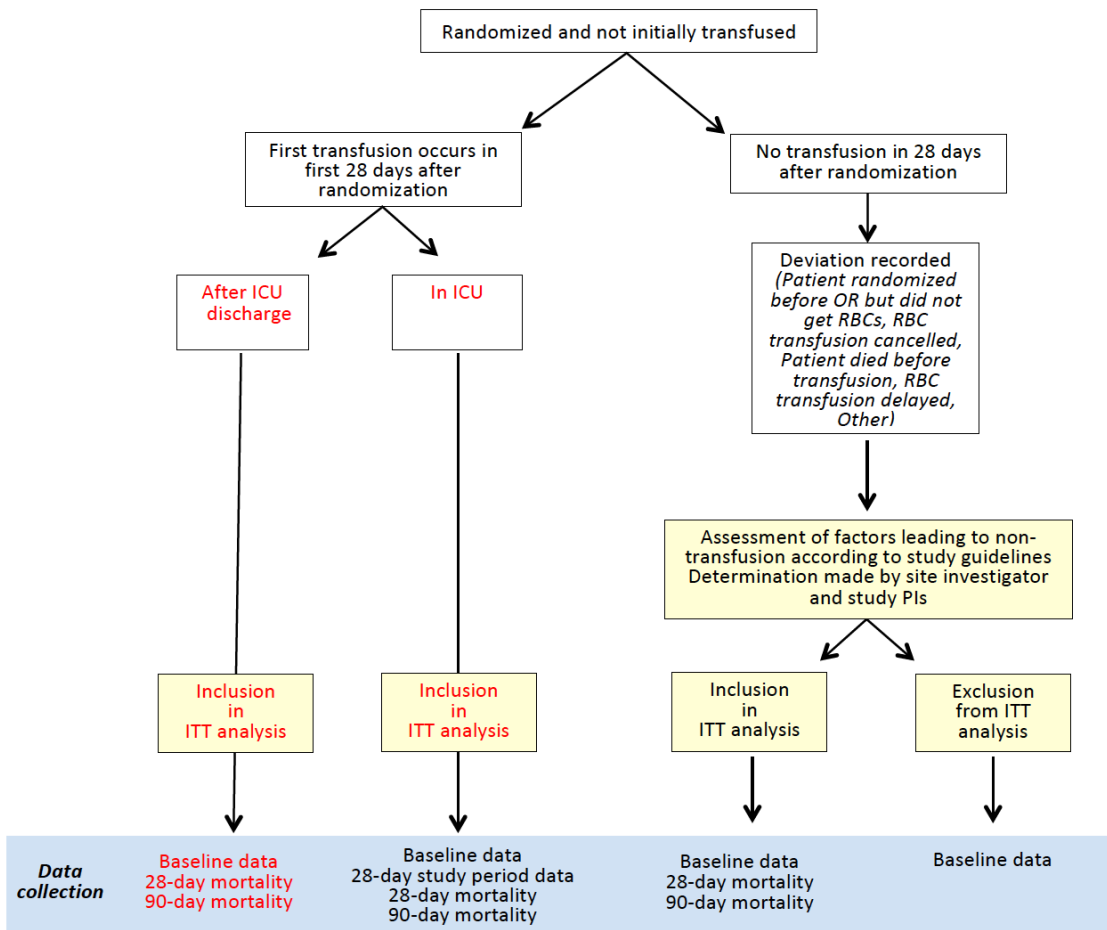 Randomized and not initially transfused
First transfusion occurs in
first 28 days after
randomization
No transfusion in 28 days
after randomization
After ICU
discharge
In ICU
Deviation recorded
(Patient randomized
before OR but did not
get RBCs, RBC
transfusion cancelled,
Patient died before
transfusion, RBC
transfusion delayed,
Other)
Assessment of factors leading to non-
transfusion according to study guidelines
Determination made by site investigator
and study PIs
Inclusion
in
ITT analysis
Inclusion
in
ITT analysis
Inclusion
in
ITT analysis
Exclusion
from ITT
analysis
Data
collection
Baseline data
28-day mortality
90-day mortality
Baseline data
28-day study period data
28-day mortality
90-day mortality
Baseline data
28-day mortality
90-day mortality
Baseline data